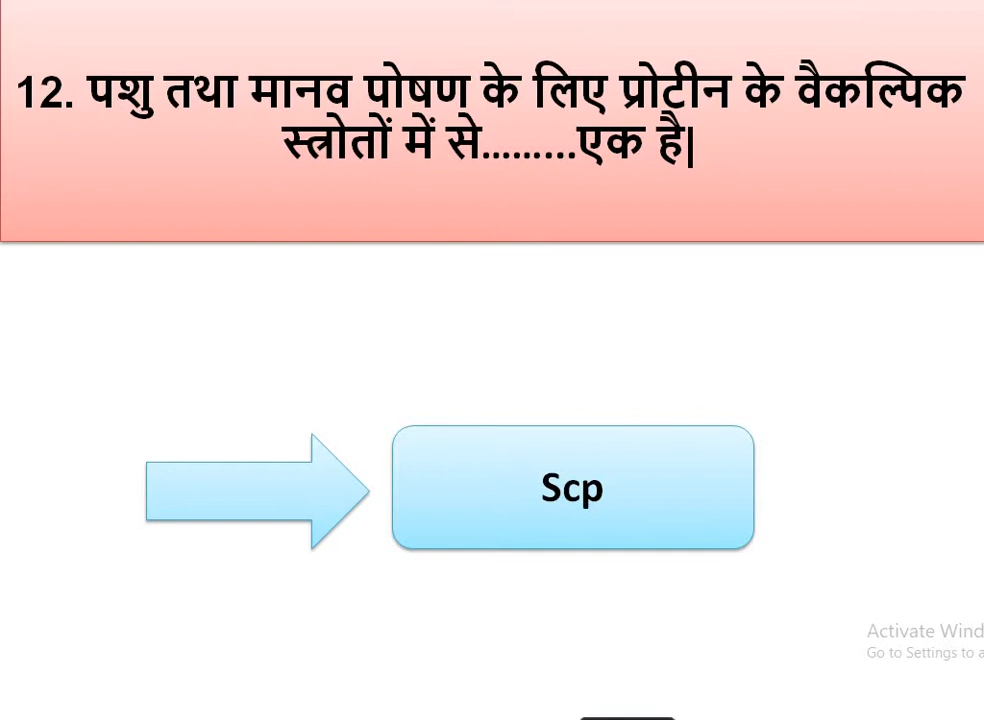 12. पशु तथा मानव पोषण के लिए प्रोटीन के वैकल्पिक
स्त्रोतों में से.........एक है|
Scp
Activate Wind
Go to Settings to a